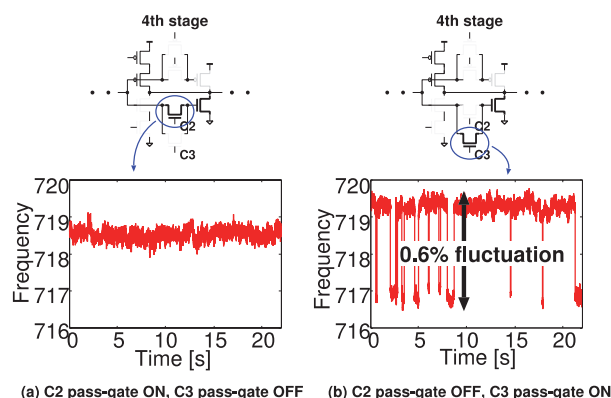 4th stage
C2
C3
720
719
718
717
716
Frequency
0
5
10
15
20
Time [s]
(a) C2 pass-gate ON, C3 pass-gate OFF
4th stage
C2
C3
720
719
718
717
716
Frequency
0.6% fluctuation
0
5
10
15
20
Time [s]
(b) C2 pass-gate OFF, C3 pass-gate ON